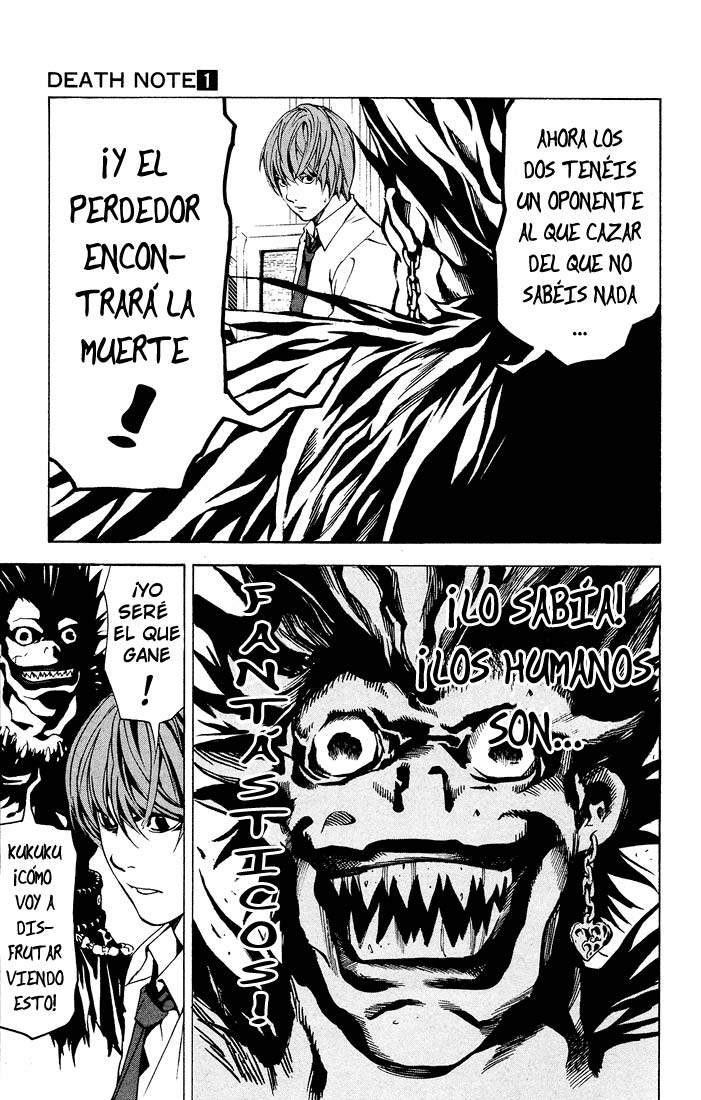 DEATH NOTE 1
AHORA LOS
DOS TENÉIS
UN OPONENTE
AL QUE CAZAR
DEL QUE NO
SABÉIS NADA
...
¡Y EL
PERDEDOR
ENCON-
TRARÁ LA
MUERTE
!
¡LO SABÍA!
¡LOS HUMANOS
SON...
FANTÁSTICOS!
¡YO
SERÉ
EL QUE
GANE
!
KUKUKU
¡CÓMO
VOY A
DIS-
FRUTAR
VIENDO
ESTO!